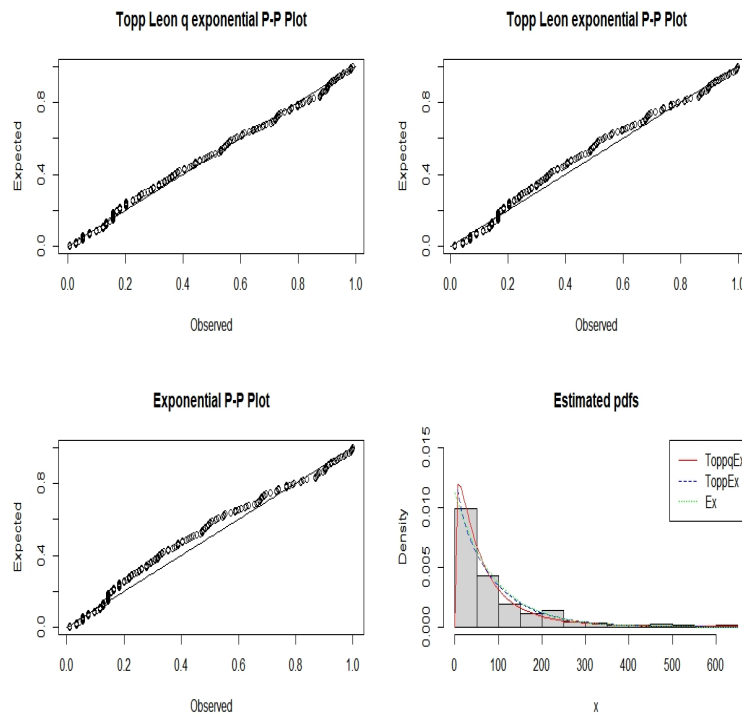 Topp Leon q exponential P-P Plot
Expected
0.0 0.4 0.8
0.0 0.2 0.4 0.6 0.8 1.0
Observed
Topp Leon exponential P-P Plot
Expected
0.0 0.4 0.8
0.0 0.2 0.4 0.6 0.8 1.0
Observed
Exponential P-P Plot
Expected
0.0 0.4 0.8
0.0 0.2 0.4 0.6 0.8 1.0
Observed
Estimated pdfs
Density
0.000 0.005 0.010 0.015
ToppqEx
ToppEx
Ex
0 100 200 300 400 500 600
x